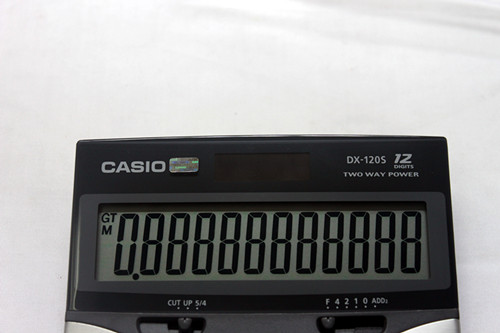 CASIO
DX-120S 12 DIGITS
TWO WAY POWER
GT
M
0.88888888888
CUT UP 5/4
F 4 2 1 0 ADD₂